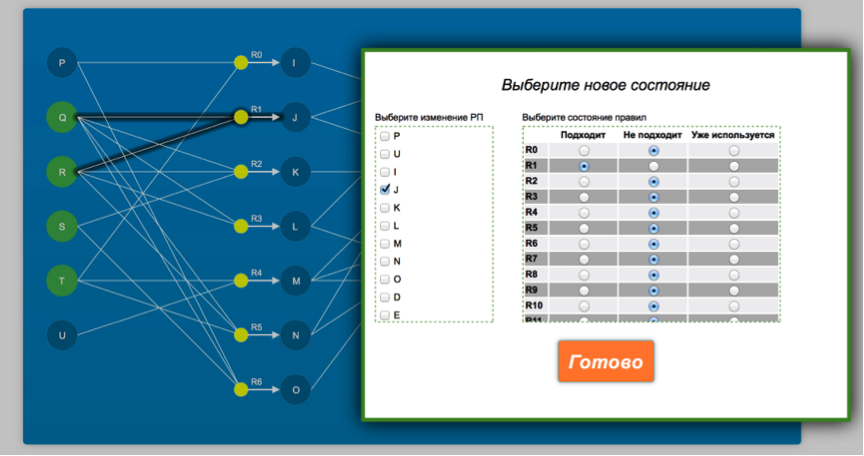 P
R0
I
Q
R1
J
R
R2
K
S
R3
L
T
R4
M
U
R5
N
R6
O
Выберите новое состояние
Выберите изменение РП
P
U
I
J
K
L
M
N
O
D
E
Выберите состояние правил
Подходит Не подходит Уже используется
R0
R1
R2
R3
R4
R5
R6
R7
R8
R9
R10
R11
Готово